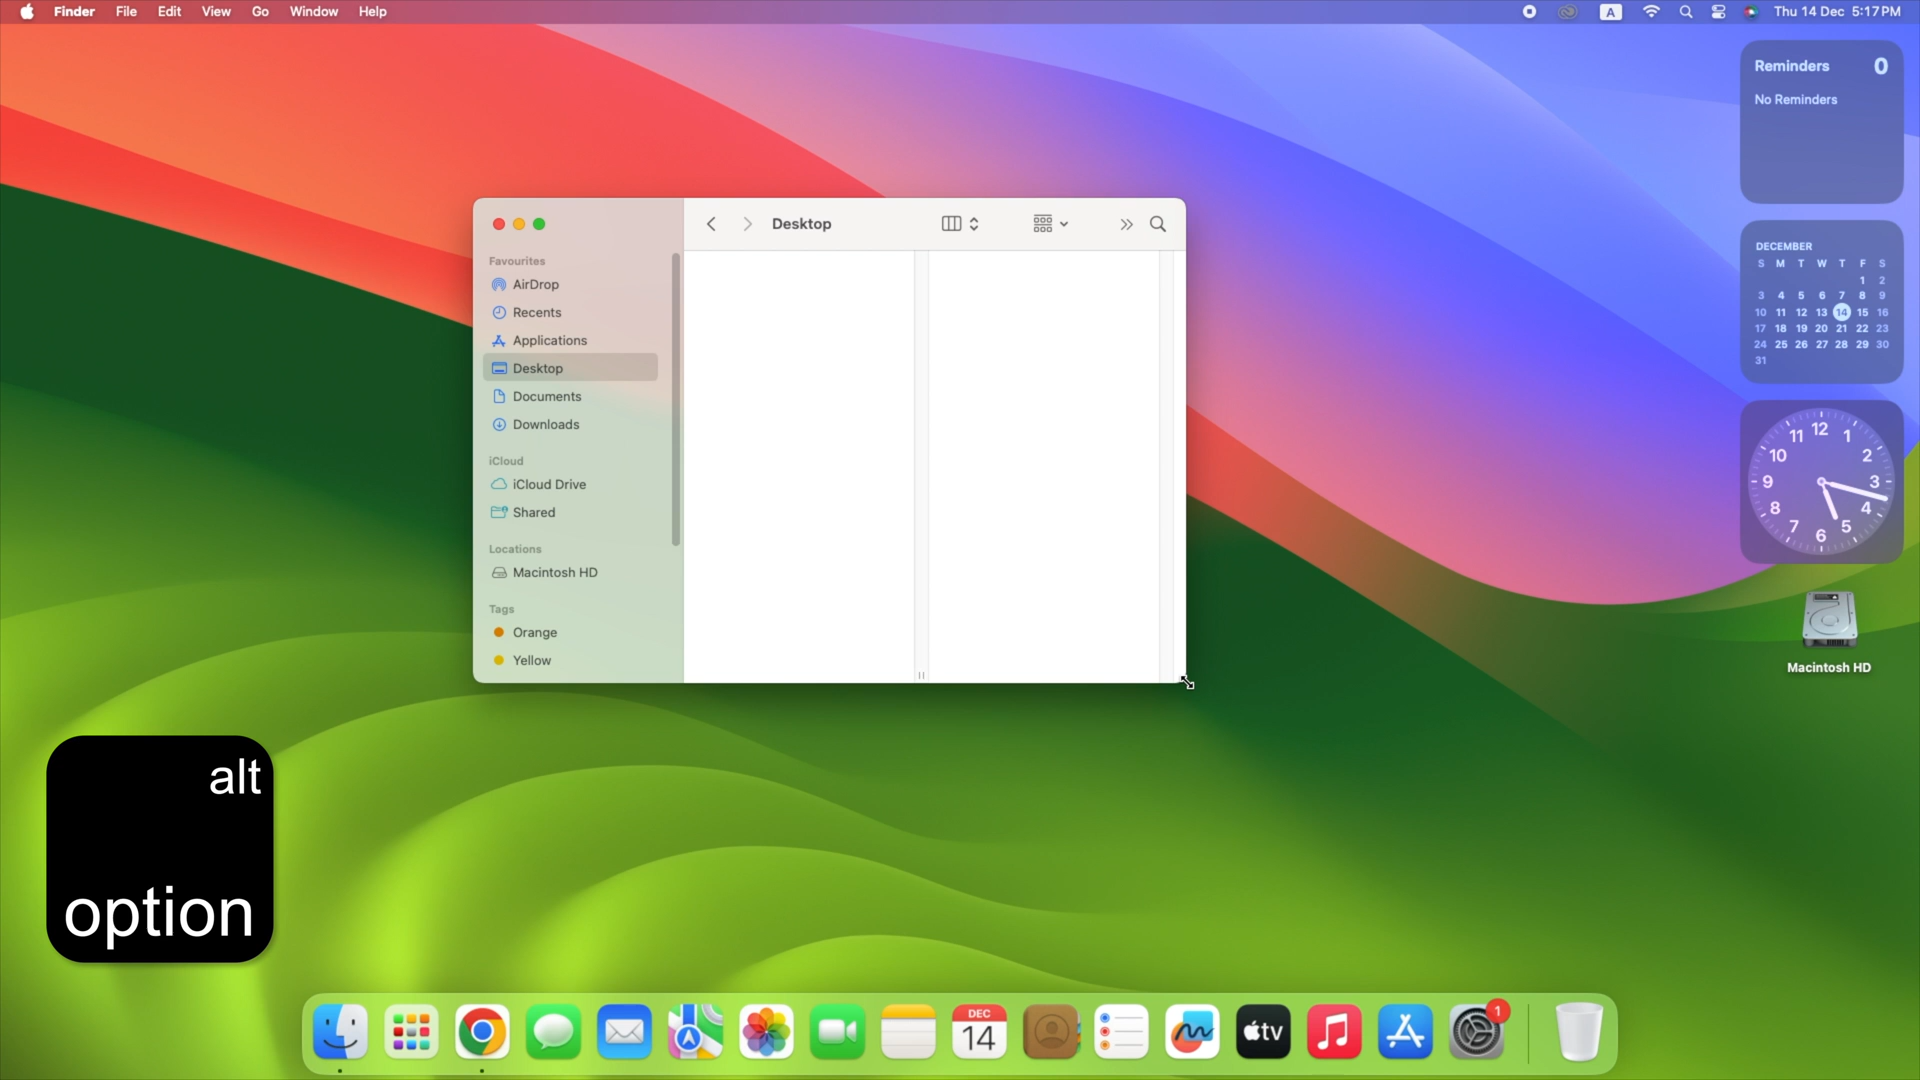 Finder File Edit View Go Window Help
A Thu 14 Dec 5:17 PM
Reminders 0
No Reminders
DECEMBER
S M T W T F S
1 2
3 4 5 6 7 8 9
10 11 12 13 14 15 16
17 18 19 20 21 22 23
24 25 26 27 28 29 30
31
12 1 2 3 4 5 6 7 8 9 10 11
Macintosh HD
Desktop
Favourites
AirDrop
Recents
Applications
Desktop
Documents
Downloads
iCloud
iCloud Drive
Shared
Locations
Macintosh HD
Tags
Orange
Yellow
alt
option
DEC
14
tv
1